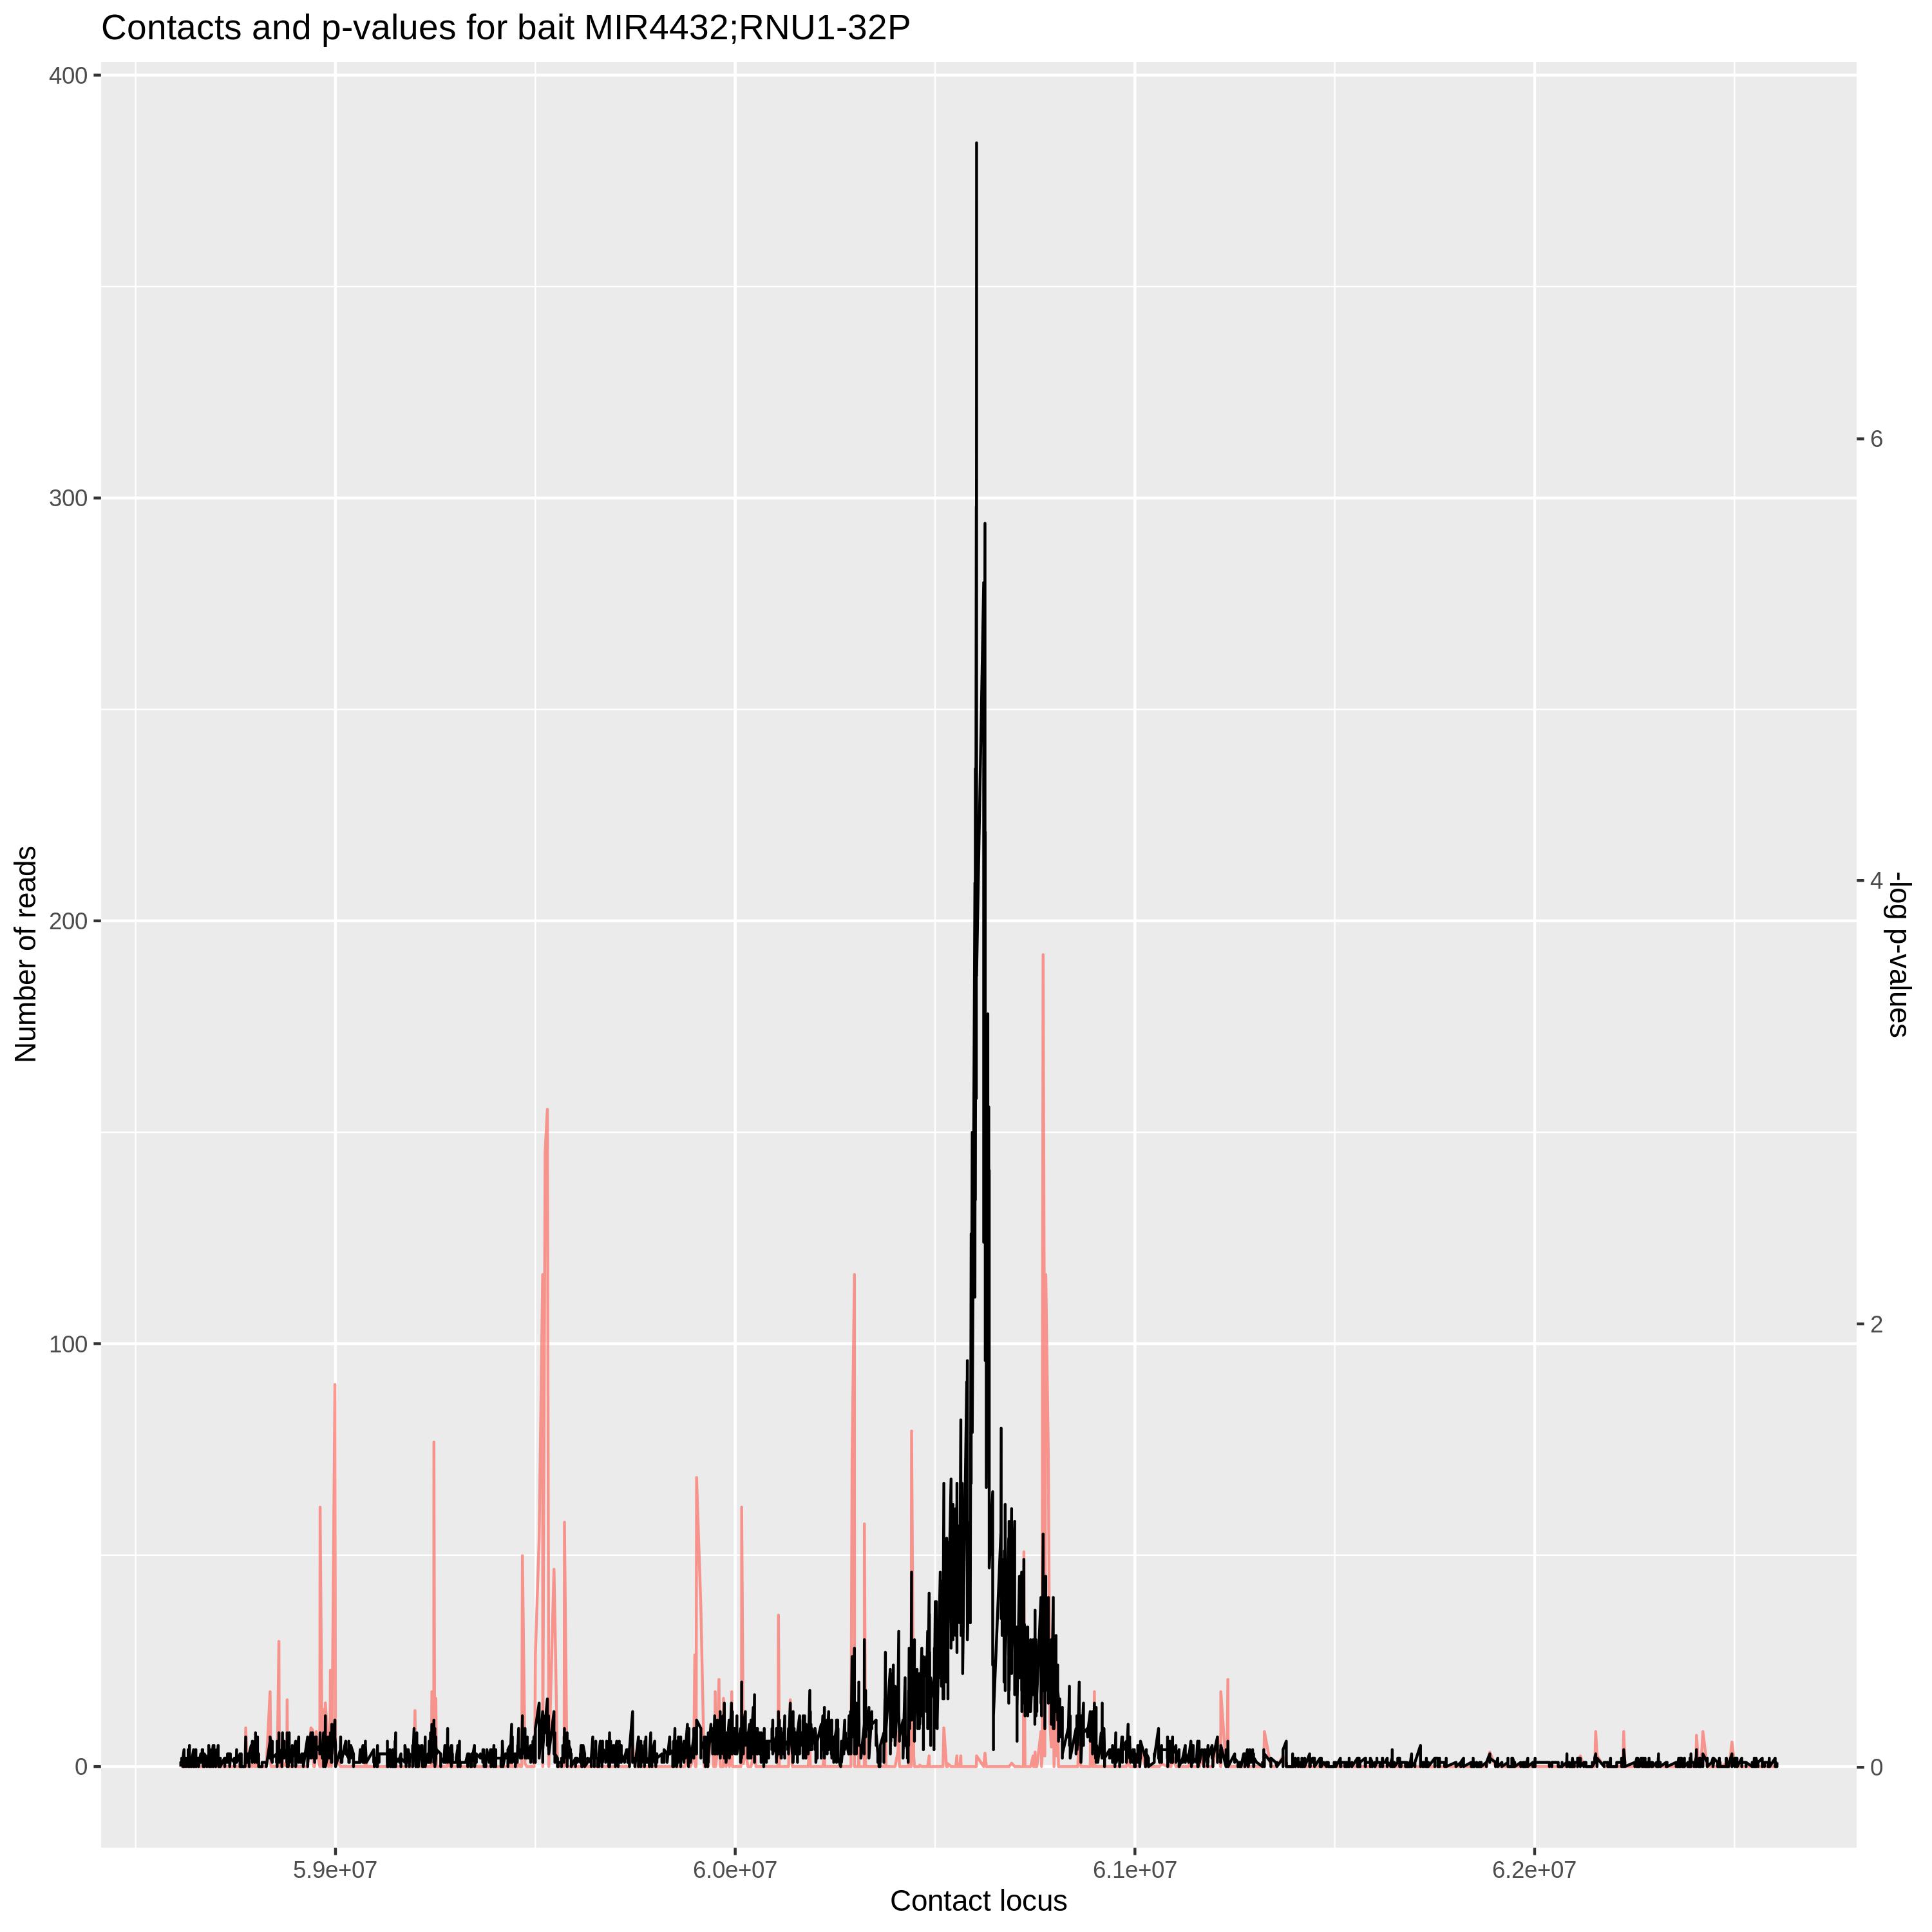 Contacts and p-values for bait MIR4432;RNU1-32P
400
300
200
100
0
Number of reads
6
4
2
0
-log p-values
5.9e+07
6.0e+07
6.1e+07
6.2e+07
Contact locus